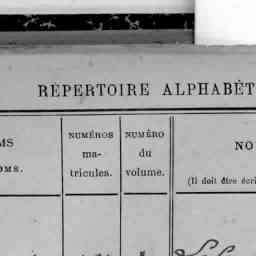 RÉPERTOIRE ALPHABÉT
MS
OMS.
NUMÉROS
ma-
tricules.
NUMÉRO
du
volume.
NO
(Il doit être écri